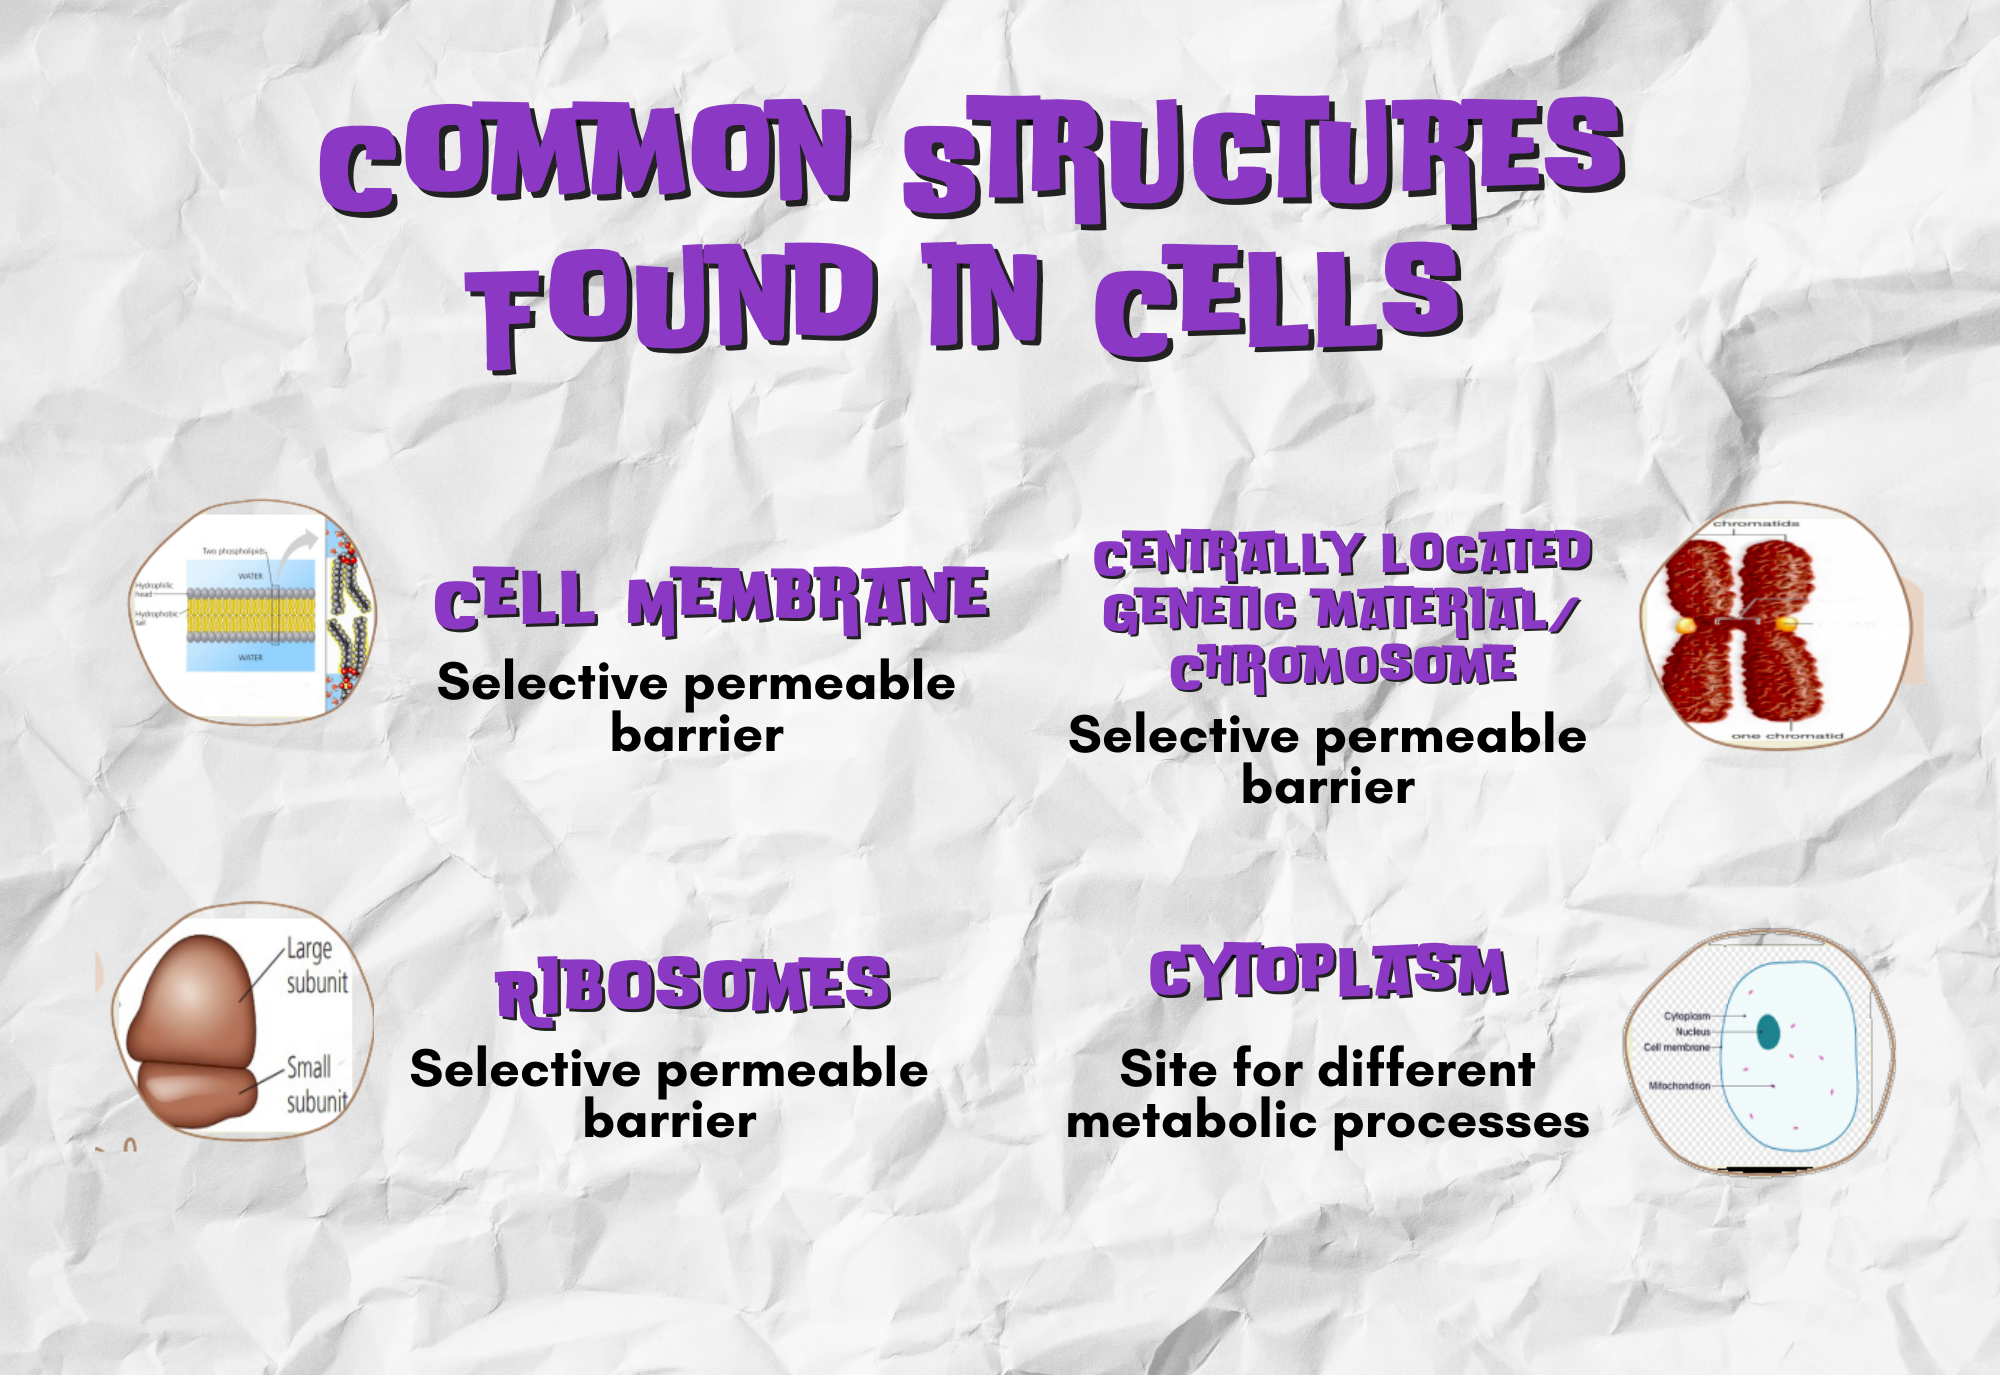 COMMON STRUCTURES
FOUND IN CELLS
Two phospholipids
WATER
Hydrophilic
head
Hydrophobic
tail
WATER
CELL MEMBRANE
Selective permeable
barrier
CENTRALLY LOCATED
GENETIC MATERIAL/
CHROMOSOME
Selective permeable
barrier
chromatids
one chromatid
Large
subunit
Small
subunit
RIBOSOMES
Selective permeable
barrier
CYTOPLASM
Site for different
metabolic processes
Cytoplasm
Nucleus
Cell membrane
Mitochondrion